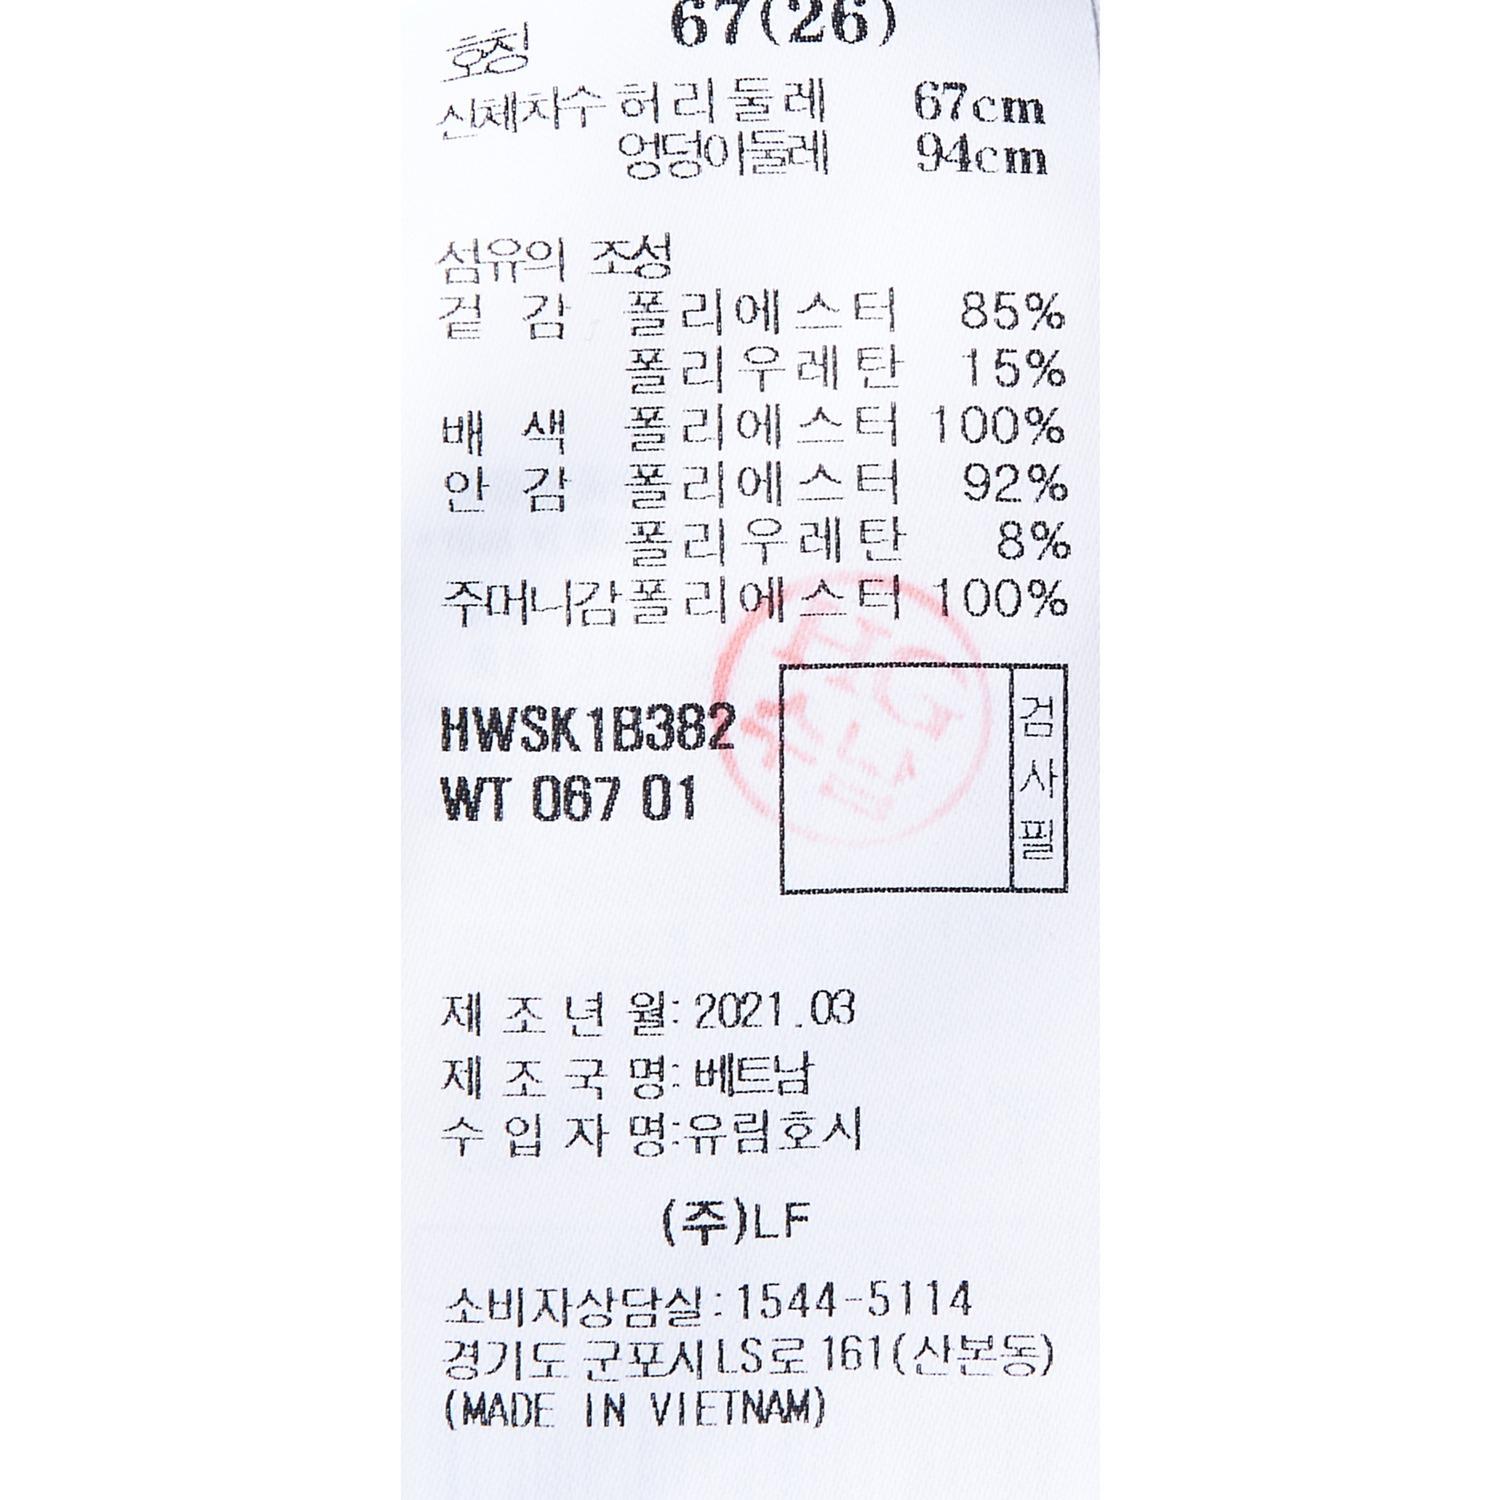 호칭 67(26)
신체치수 허리둘레 67cm
엉덩이둘레 94cm
섬유의 조성
겉 감 폴리에스터 85%
폴리우레탄 15%
배 색 폴리에스터 100%
안 감 폴리에스터 92%
폴리우레탄 8%
주머니감 폴리에스터 100%
HWSK1B382
WT 067 01
검사필
제 조 년 월: 2021.03
제 조 국 명: 베트남
수 입 자 명:유림호시
(주)LF
소비자상담실:1544-5114
경기도 군포시 LS로 161(산본동)
(MADE IN VIETNAM)